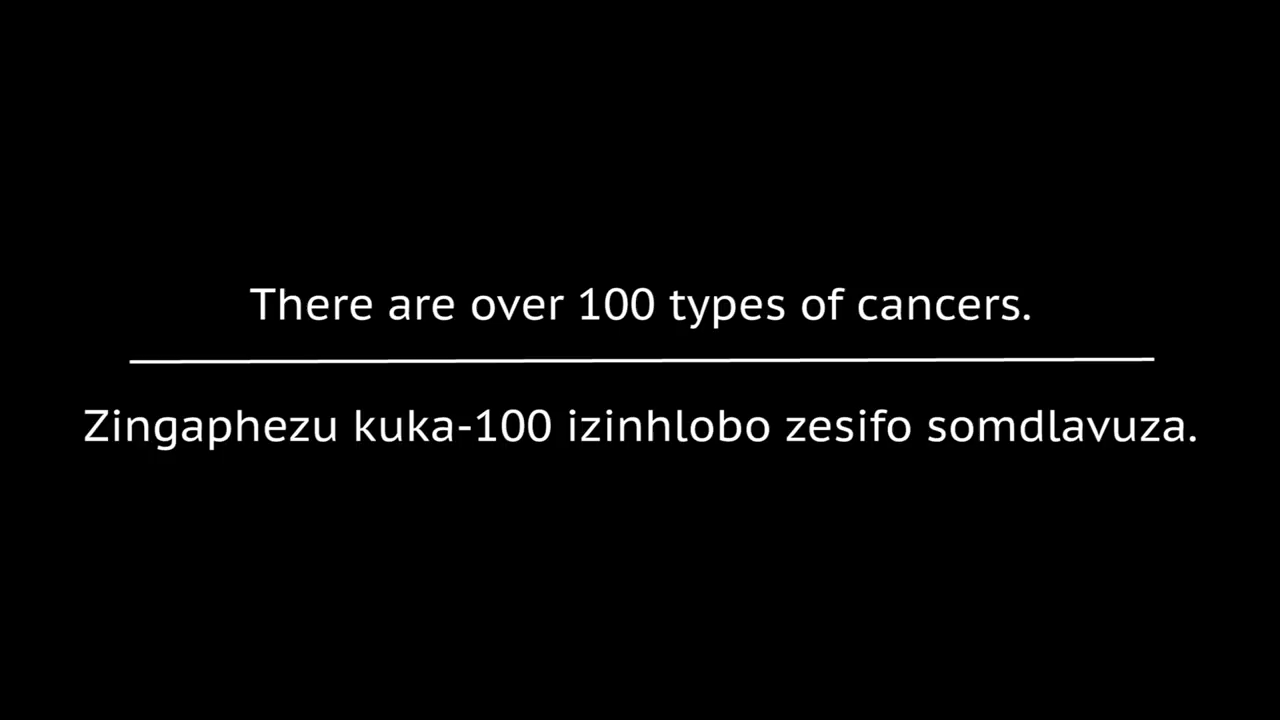 There are over 100 types of cancers.
Zingaphezu kuka-100 izinhlobo zesifo somdlavuza.